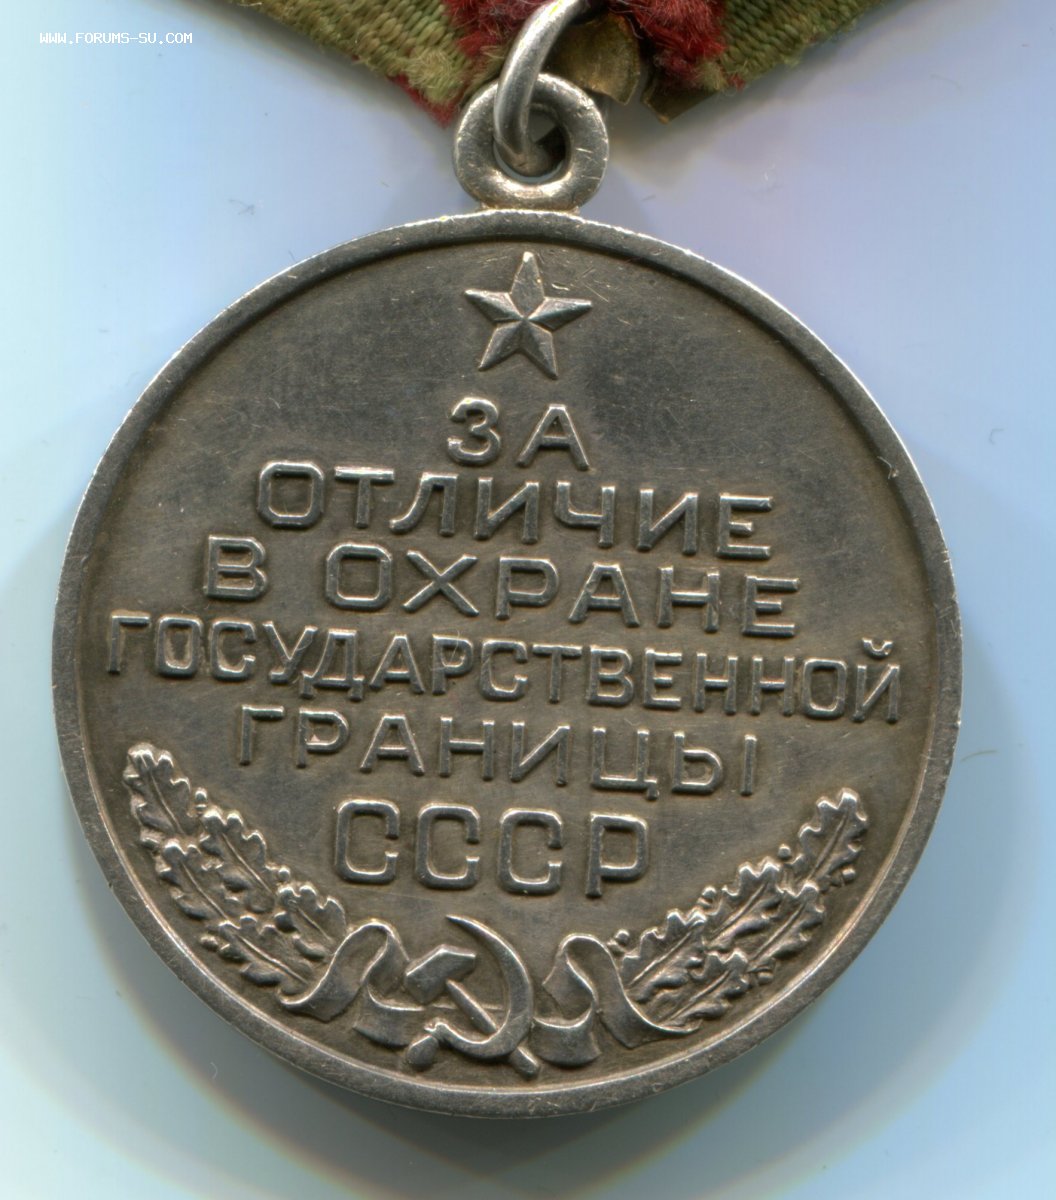 WWW.FORUMS-SU.COM
ЗА
ОТЛИЧИЕ
В ОХРАНЕ
ГОСУДАРСТВЕННОЙ
ГРАНИЦЫ
СССР